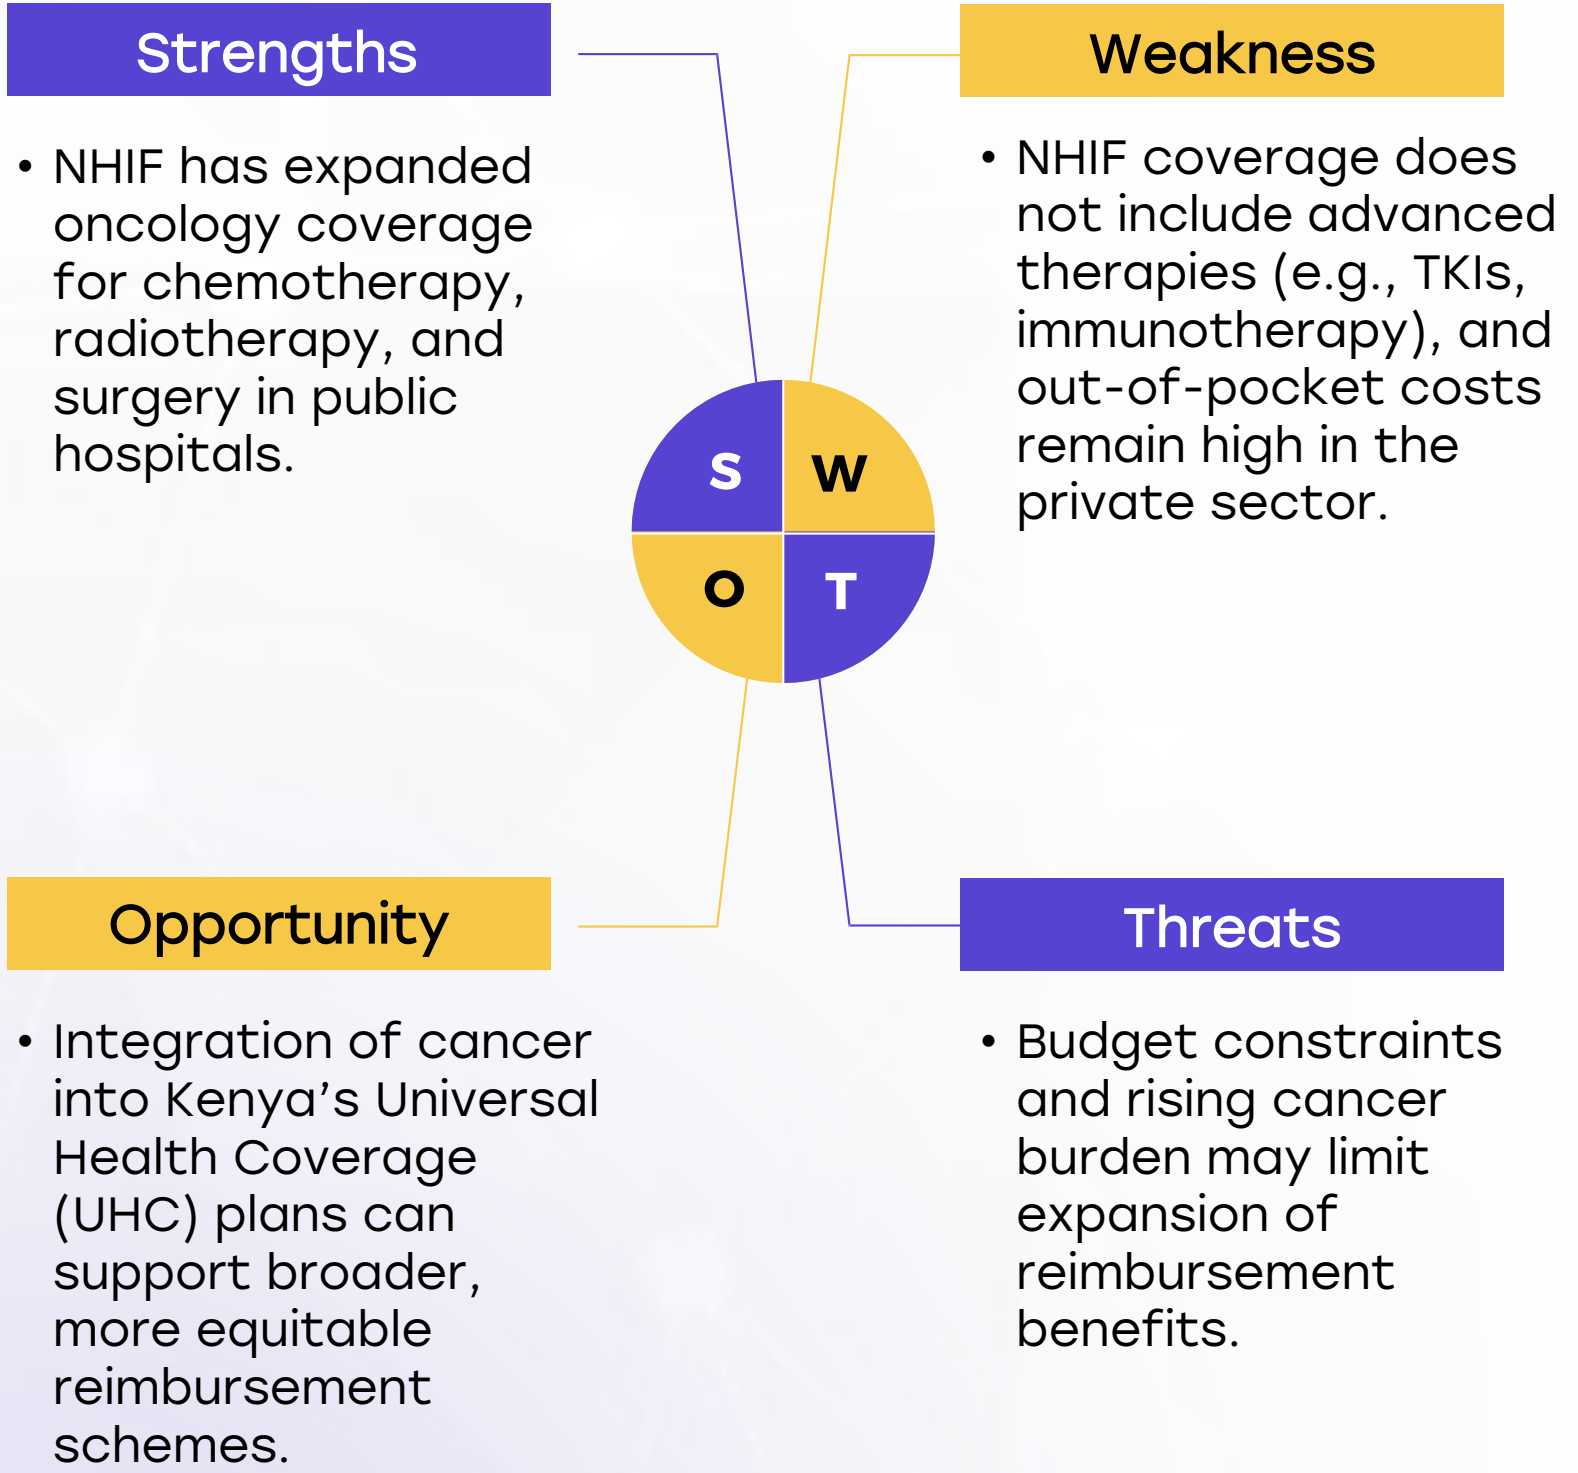 Strengths
• NHIF has expanded
oncology coverage
for chemotherapy,
radiotherapy, and
surgery in public
hospitals.
Weakness
• NHIF coverage does
not include advanced
therapies (e.g., TKIs,
immunotherapy), and
out-of-pocket costs
remain high in the
private sector.
S
W
O
T
Opportunity
• Integration of cancer
into Kenya’s Universal
Health Coverage
(UHC) plans can
support broader,
more equitable
reimbursement
schemes.
Threats
• Budget constraints
and rising cancer
burden may limit
expansion of
reimbursement
benefits.